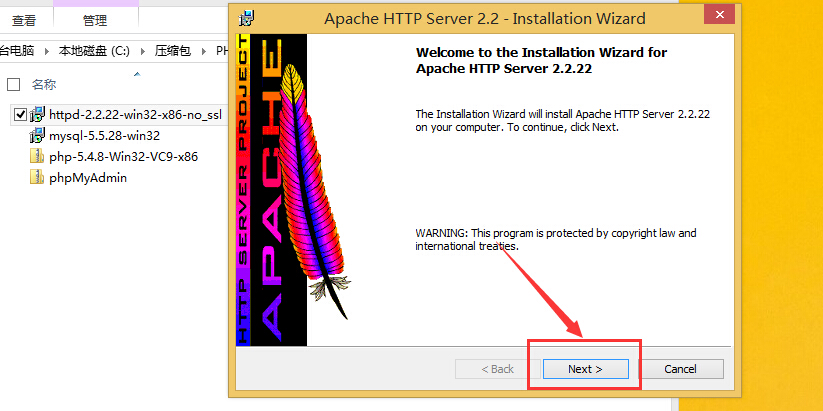 查看
管理
台电脑
本地磁盘 (C:)
压缩包
名称
httpd-2.2.22-win32-x86-no_ssl
mysql-5.5.28-win32
php-5.4.8-Win32-VC9-x86
phpMyAdmin
Apache HTTP Server 2.2 - Installation Wizard
HTTP SERVER PROJECT
APACHE
Welcome to the Installation Wizard for
Apache HTTP Server 2.2.22
The Installation Wizard will install Apache HTTP Server 2.2.22
on your computer. To continue, click Next.
WARNING: This program is protected by copyright law and
international treaties.
< Back
Next >
Cancel